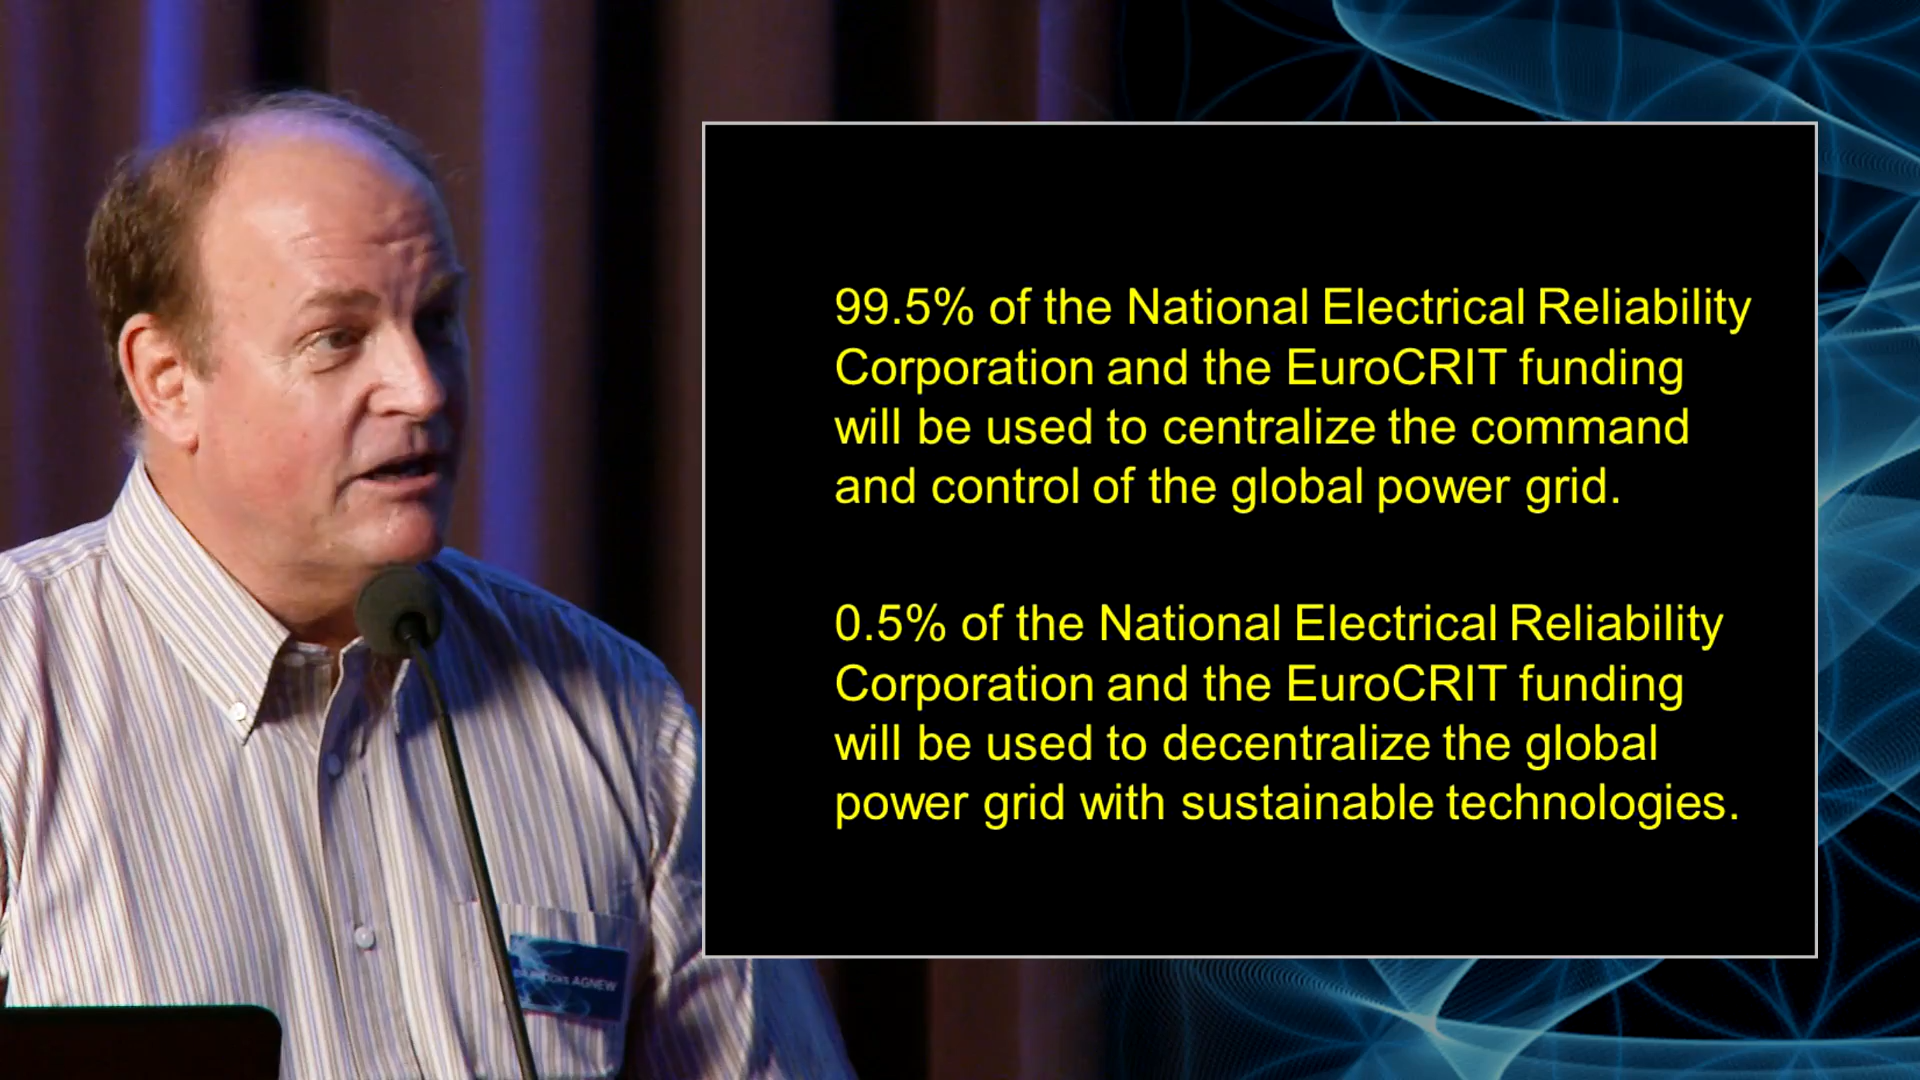 99.5% of the National Electrical Reliability
Corporation and the EuroCRIT funding
will be used to centralize the command
and control of the global power grid.
0.5% of the National Electrical Reliability
Corporation and the EuroCRIT funding
will be used to decentralize the global
power grid with sustainable technologies.
AGNEW